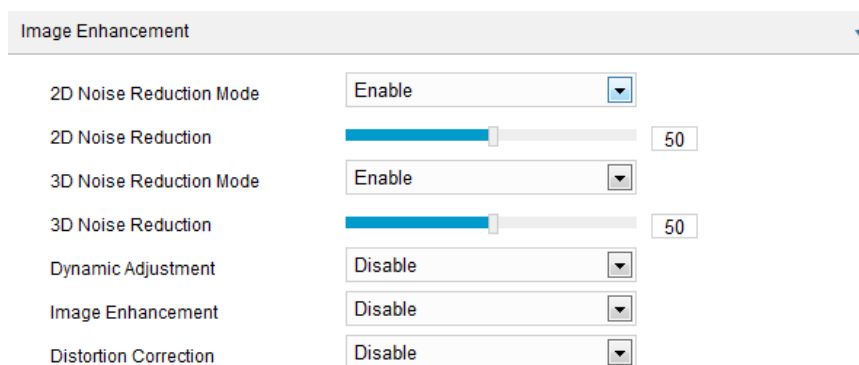 Image Enhancement
2D Noise Reduction Mode Enable
2D Noise Reduction 50
3D Noise Reduction Mode Enable
3D Noise Reduction 50
Dynamic Adjustment Disable
Image Enhancement Disable
Distortion Correction Disable